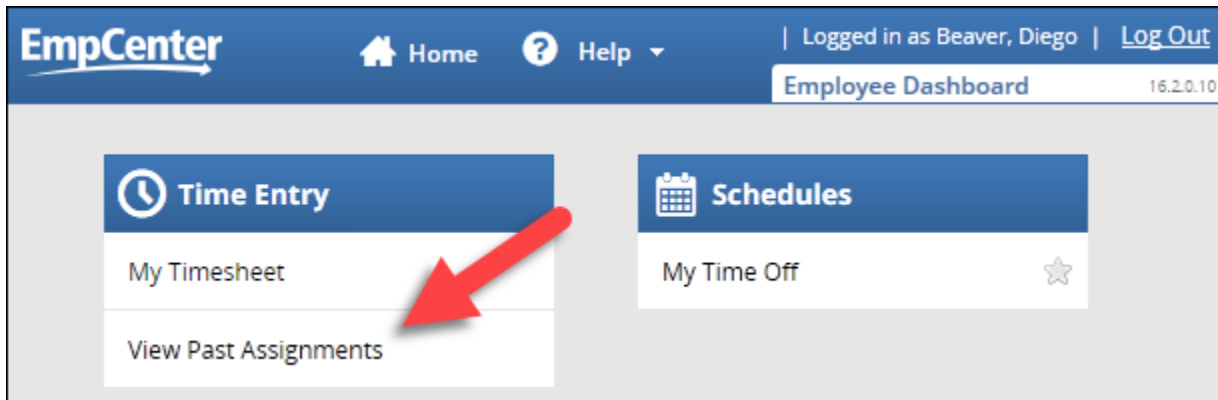 EmpCenter
Home
Help
| Logged in as Beaver, Diego | Log Out
Employee Dashboard
16.2.0.10
Time Entry
My Timesheet
View Past Assignments
Schedules
My Time Off